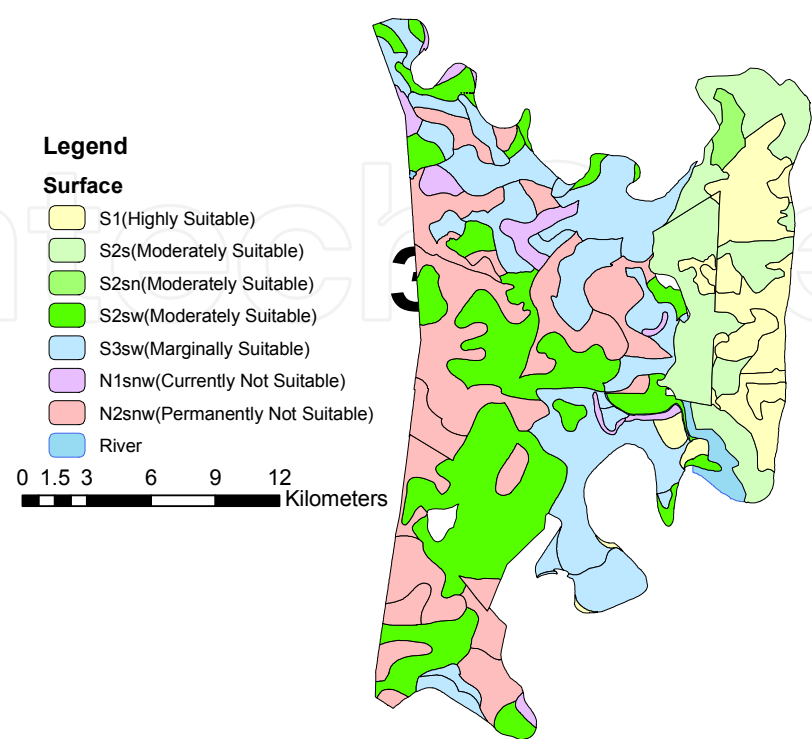 Legend
Surface
S1(Highly Suitable)
S2s(Moderately Suitable)
S2sn(Moderately Suitable)
S2sw(Moderately Suitable)
S3sw(Marginally Suitable)
N1snw(Currently Not Suitable)
N2snw(Permanently Not Suitable)
River
0 1.5 3 6 9 12
Kilometers
3